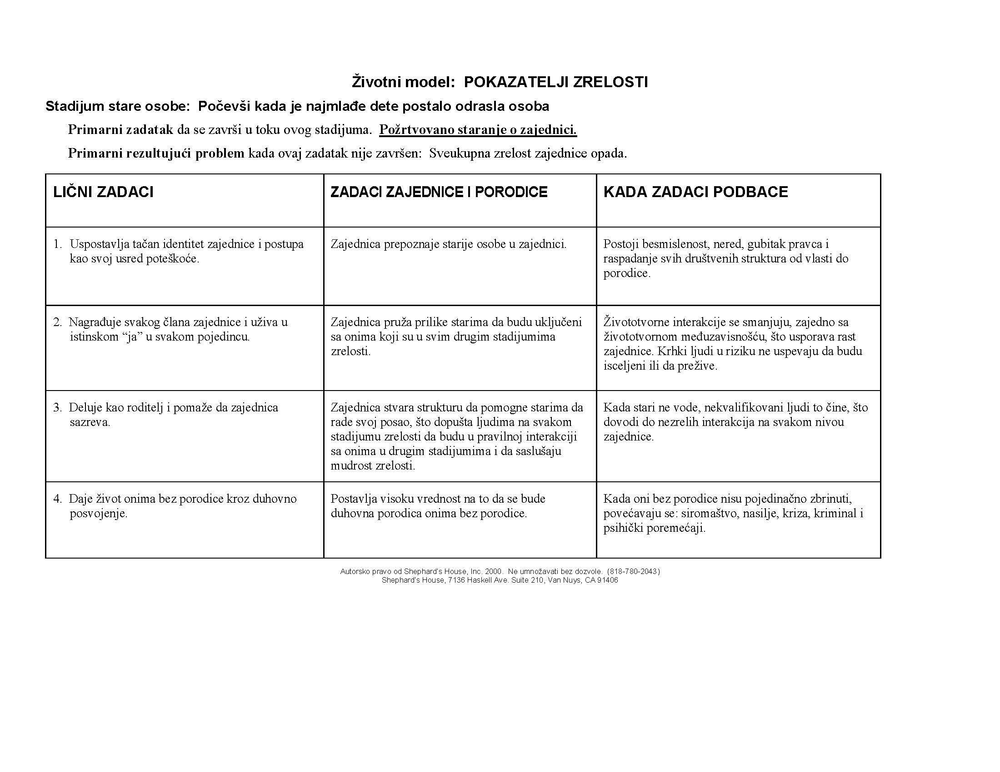 Životni model:  POKAZATELJI ZRELOSTI
Stadijum stare osobe:  Počevši kada je najmlađe dete postalo odrasla osoba
Primarni zadatak da se završi u toku ovog stadijuma.  Požrtvovano staranje o zajednici.
Primarni rezultujući problem kada ovaj zadatak nije završen:  Sveukupna zrelost zajednice opada.
LIČNI ZADACI
ZADACI ZAJEDNICE I PORODICE
KADA ZADACI PODBACE
1.  Uspostavlja tačan identitet zajednice i postupa
kao svoj usred poteškoće.
Zajednica prepoznaje starije osobe u zajednici.
Postoji besmislenost, nered, gubitak pravca i
raspadanje svih društvenih struktura od vlasti do
porodice.
2.  Nagrađuje svakog člana zajednice i uživa u
istinskom “ja” u svakom pojedincu.
Zajednica pruža prilike starima da budu uključeni
sa onima koji su u svim drugim stadijumima
zrelosti.
Živototvorne interakcije se smanjuju, zajedno sa
živototvornom međuzavisnošću, što usporava rast
zajednice. Krhki ljudi u riziku ne uspevaju da budu
isceljeni ili da prežive.
3.  Deluje kao roditelj i pomaže da zajednica
sazreva.
Zajednica stvara strukturu da pomogne starima da
rade svoj posao, što dopušta ljudima na svakom
stadijumu zrelosti da budu u pravilnoj interakciji
sa onima u drugim stadijumima i da saslušaju
mudrost zrelosti.
Kada stari ne vode, nekvalifikovani ljudi to čine, što
dovodi do nezrelih interakcija na svakom nivou
zajednice.
4.  Daje život onima bez porodice kroz duhovno
posvojenje.
Postavlja visoku vrednost na to da se bude
duhovna porodica onima bez porodice.
Kada oni bez porodice nisu pojedinačno zbrinuti,
povećavaju se: siromaštvo, nasilje, kriza, kriminal i
psihički poremećaji.
Autorsko pravo od Shephard’s House, Inc. 2000.  Ne umnožavati bez dozvole.  (818-780-2043)
Shephard’s House, 7136 Haskell Ave. Suite 210, Van Nuys, CA 91406